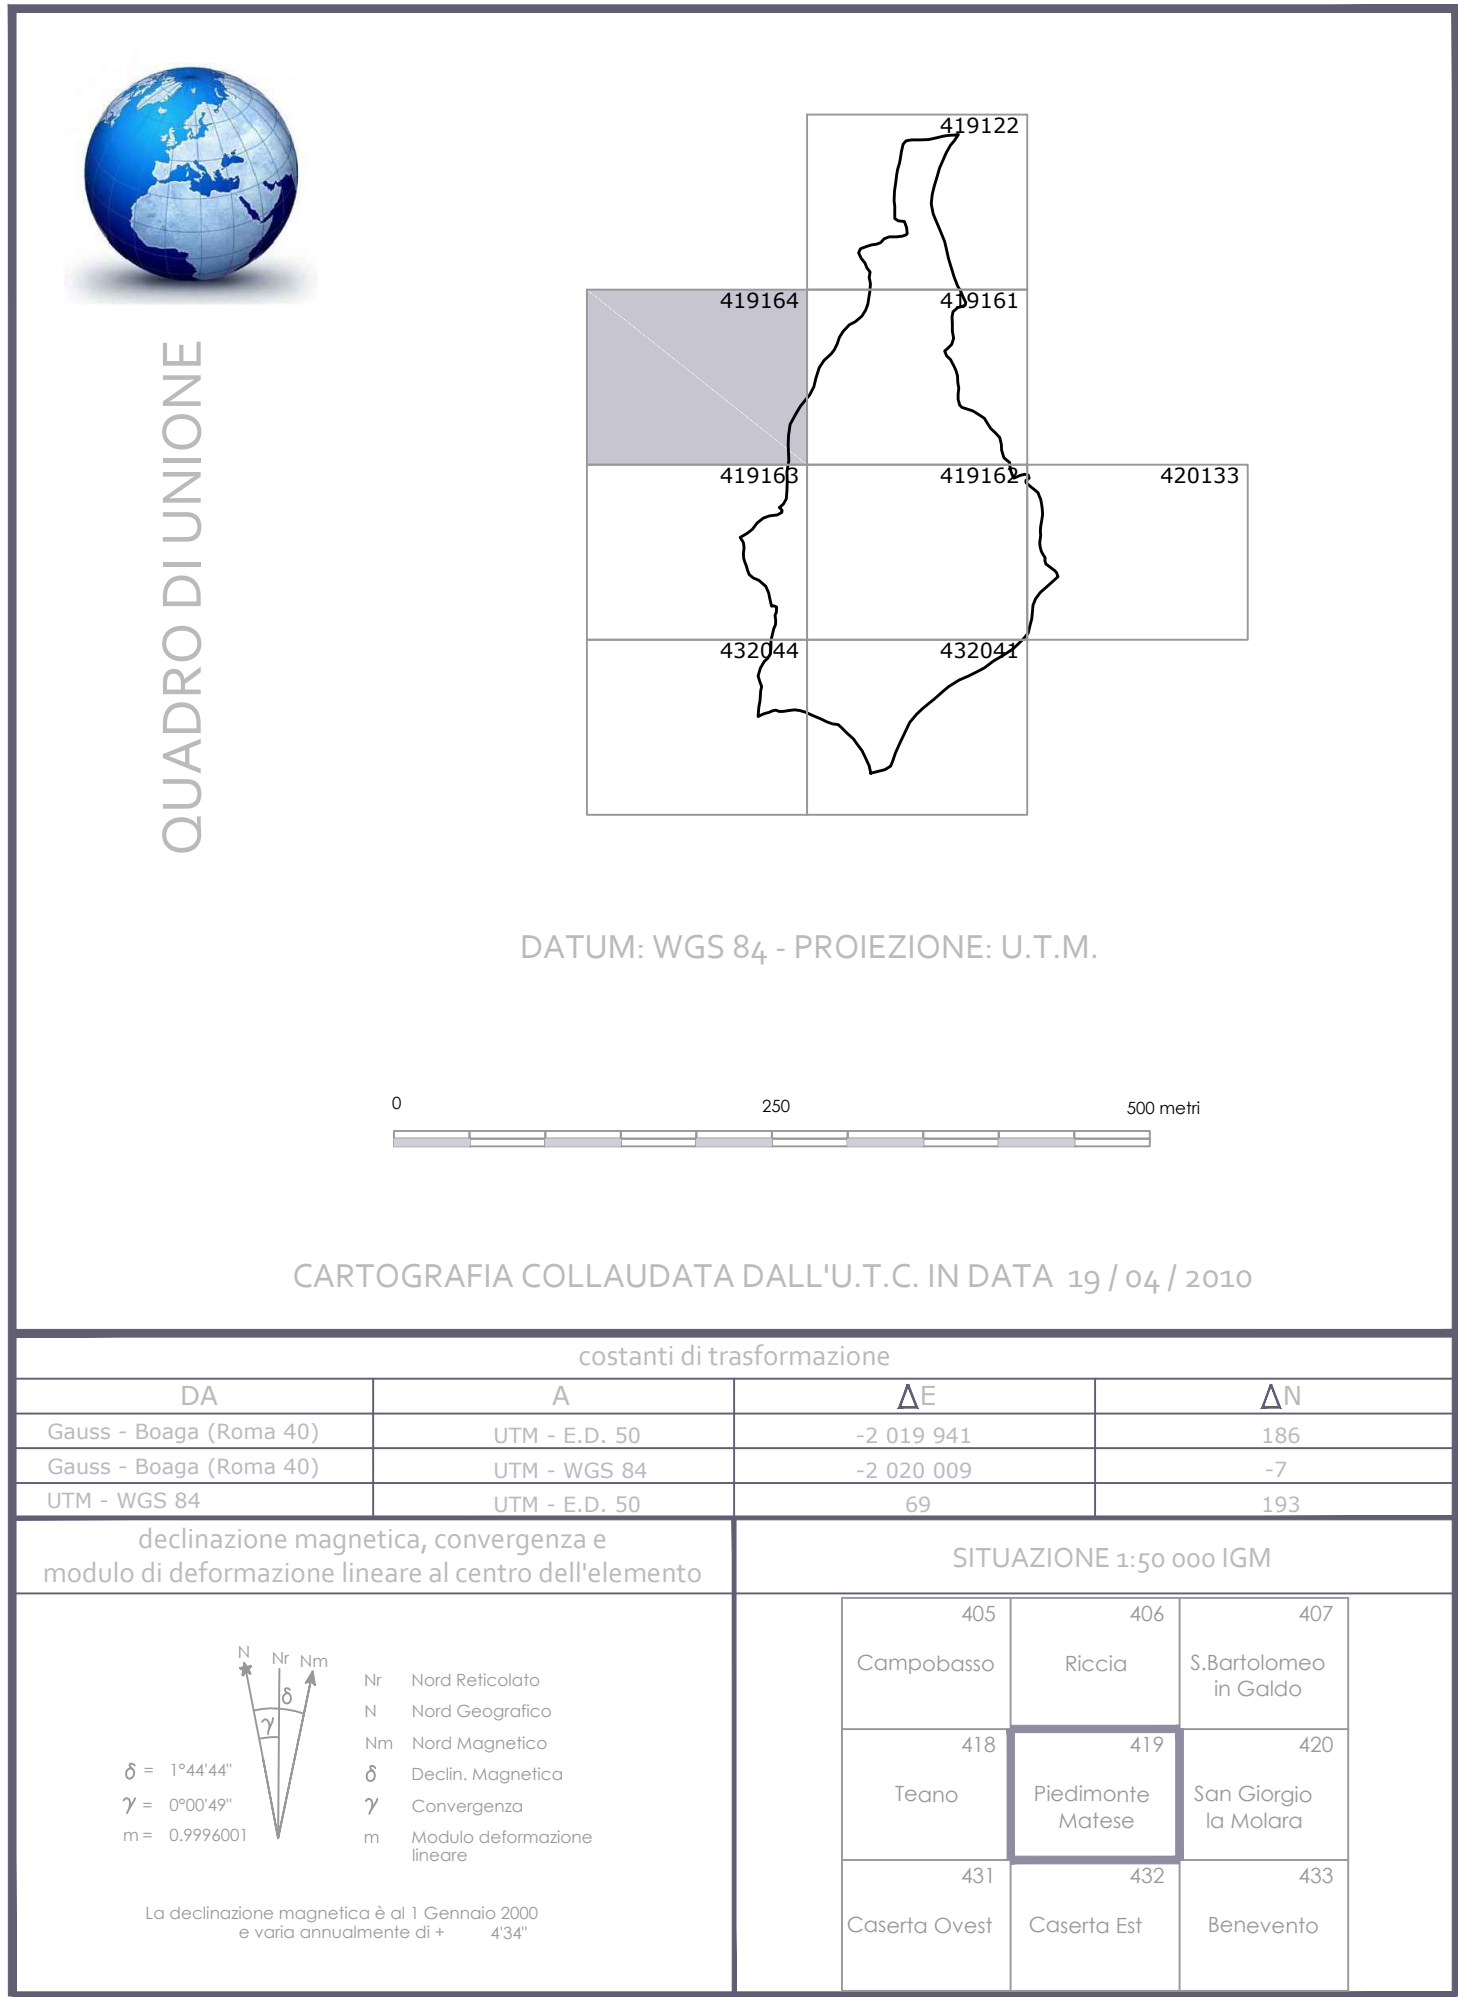 QUADRO DI UNIONE
419122
419164
419161
419163
419162
420133
432044
432041
DATUM: WGS 84 - PROIEZIONE: U.T.M.
0
250
500 metri
CARTOGRAFIA COLLAUDATA DALL'U.T.C. IN DATA 19 / 04 / 2010
costanti di trasformazione
DA
A
ΔE
ΔN
Gauss - Boaga (Roma 40)
UTM - E.D. 50
-2 019 941
186
Gauss - Boaga (Roma 40)
UTM - WGS 84
-2 020 009
-7
UTM - WGS 84
UTM - E.D. 50
69
193
declinazione magnetica, convergenza e
modulo di deformazione lineare al centro dell'elemento
N
Nr
Nm
δ
γ
δ = 1°44'44"
γ = 0°00'49"
m = 0.9996001
Nr Nord Reticolato
N Nord Geografico
Nm Nord Magnetico
δ Declin. Magnetica
γ Convergenza
m Modulo deformazione
lineare
La declinazione magnetica è al 1 Gennaio 2000
e varia annualmente di + 4'34"
SITUAZIONE 1:50 000 IGM
405
Campobasso
406
Riccia
407
S.Bartolomeo
in Galdo
418
Teano
419
Piedimonte
Matese
420
San Giorgio
la Molara
431
Caserta Ovest
432
Caserta Est
433
Benevento